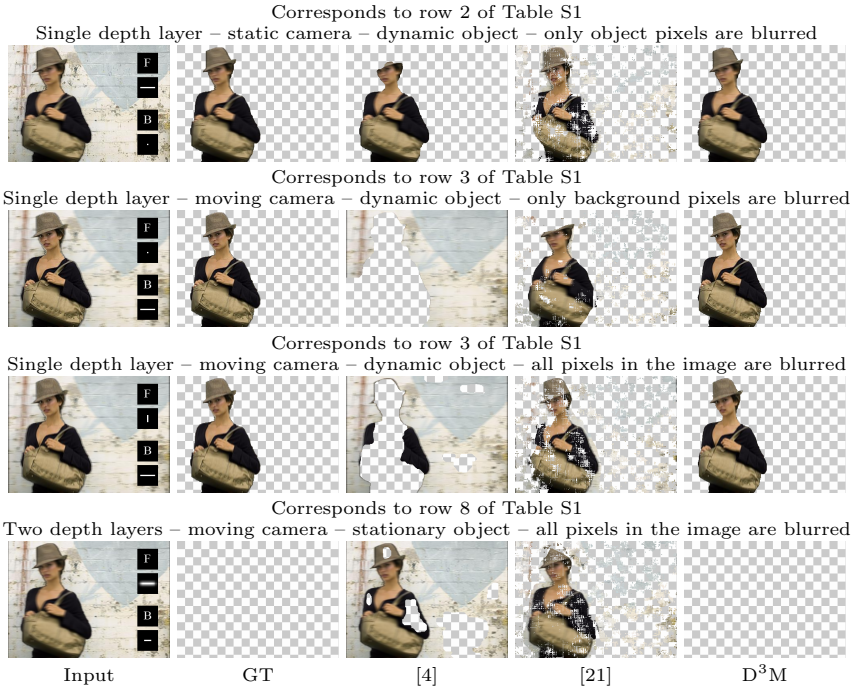 Corresponds to row 2 of Table S1
Single depth layer – static camera – dynamic object – only object pixels are blurred
F
B
Corresponds to row 3 of Table S1
Single depth layer – moving camera – dynamic object – only background pixels are blurred
F
B
Corresponds to row 3 of Table S1
Single depth layer – moving camera – dynamic object – all pixels in the image are blurred
F
B
Corresponds to row 8 of Table S1
Two depth layers – moving camera – stationary object – all pixels in the image are blurred
F
B
Input GT [4] [21] D³M